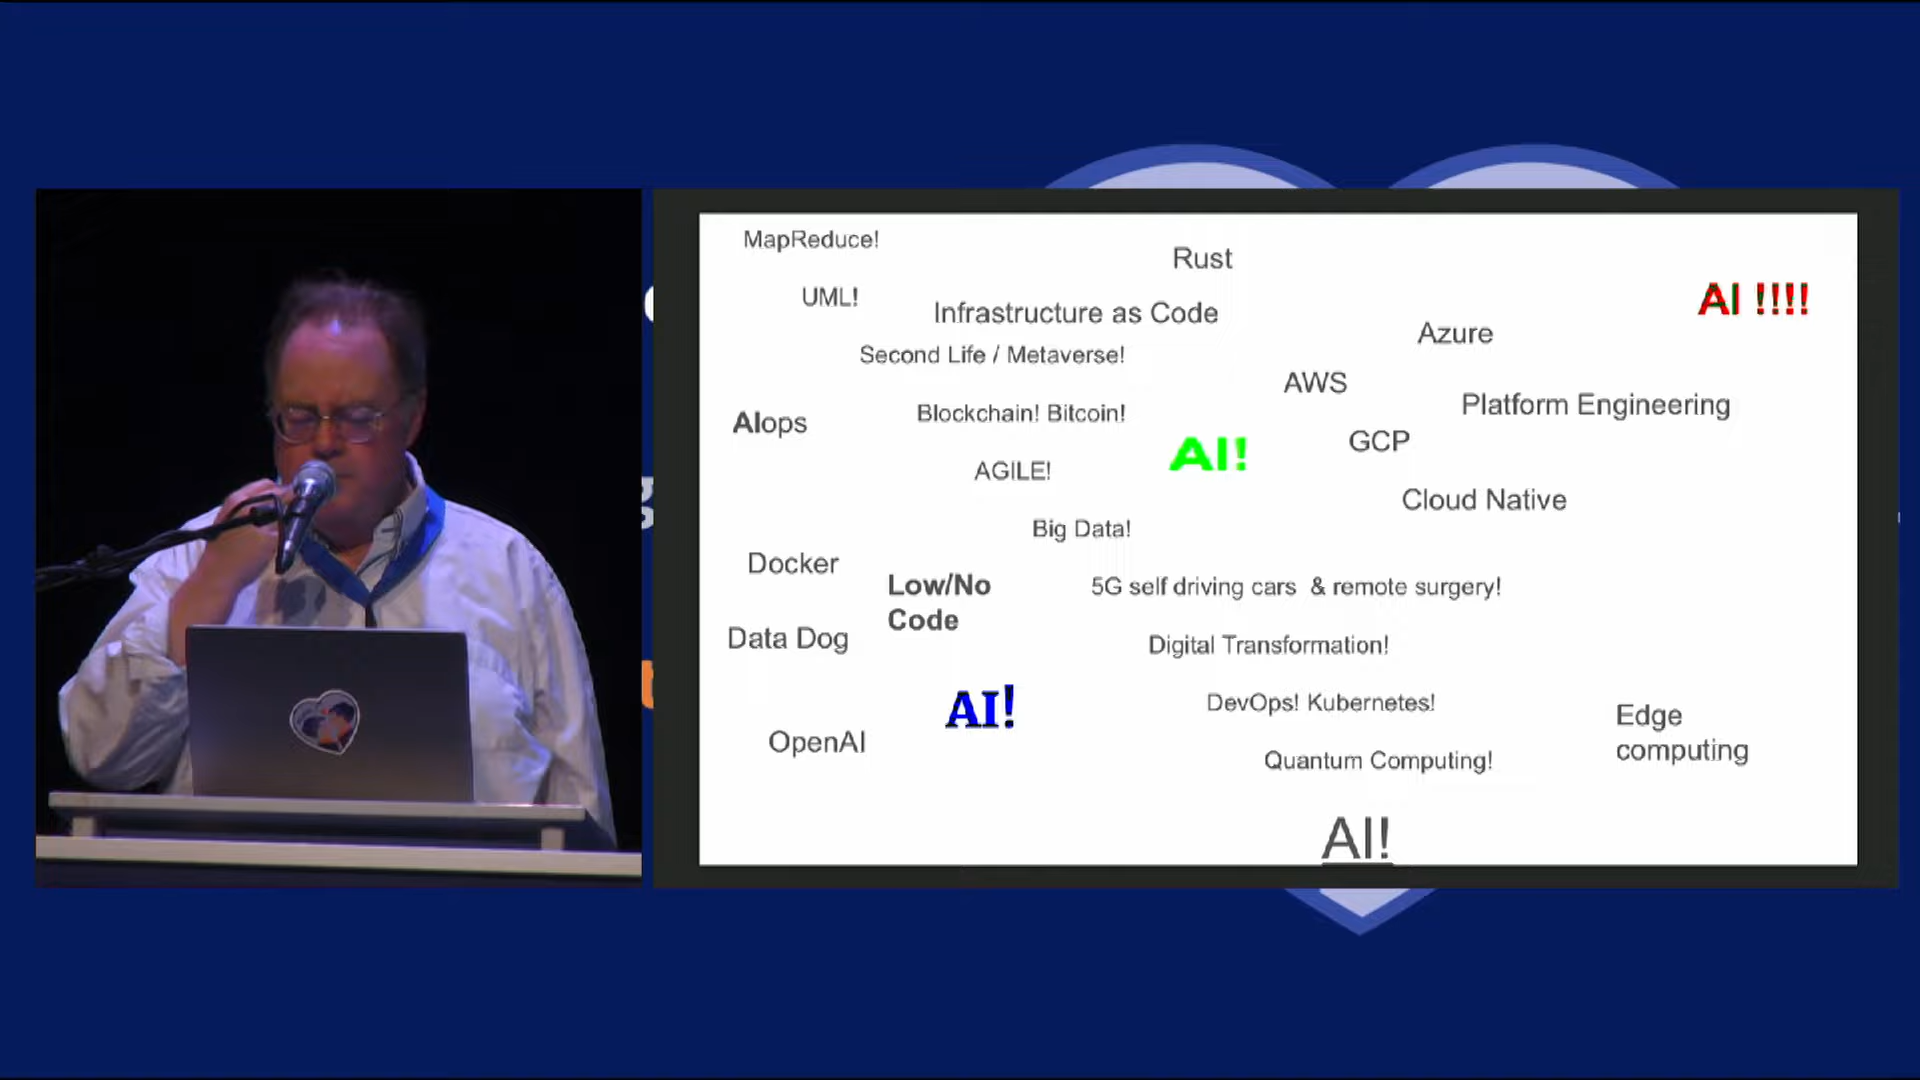 MapReduce!
Rust
UML!
AI !!!!
Infrastructure as Code
Azure
Second Life / Metaverse!
AWS
Platform Engineering
AIops
Blockchain! Bitcoin!
GCP
AI!
AGILE!
Cloud Native
Big Data!
Docker
Low/No
Code
5G self driving cars & remote surgery!
Data Dog
Digital Transformation!
AI!
DevOps! Kubernetes!
Edge
computing
OpenAI
Quantum Computing!
AI!